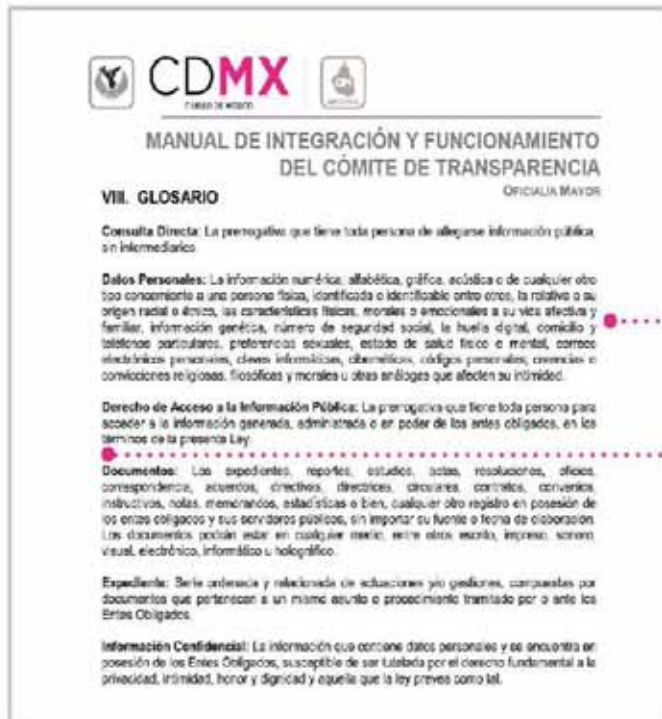 CDMX
CIUDAD DE MÉXICO
MANUAL DE INTEGRACIÓN Y FUNCIONAMIENTO
DEL CÓMITE DE TRANSPARENCIA
OFICIALIA MAYOR
VIII. GLOSARIO
Consulta Directa: La prerrogativa que tiene toda persona de allegarse información pública,
sin intermediarios.
Datos Personales: La información numérica, alfabética, gráfica, acústica o de cualquier otro
tipo concerniente a una persona física, identificada o identificable entre otros, la relativa a su
origen racial o étnico, las características físicas, morales o emocionales a su vida afectiva y
familiar, información genética, número de seguridad social, la huella digital, domicilio y
teléfonos particulares, preferencias sexuales, estado de salud físico o mental, correos
electrónicos personales, claves informáticas, cibernéticas, códigos personales, creencias o
convicciones religiosas, filosóficas y morales u otras análogas que afecten su intimidad.
Derecho de Acceso a la Información Pública: La prerrogativa que tiene toda persona para
acceder a la información generada, administrada o en poder de los entes obligados, en los
términos de la presente Ley.
Documentos: Los expedientes, reportes, estudios, actas, resoluciones, oficios,
correspondencia, acuerdos, directivos, directrices, circulares, contratos, convenios,
instructivos, notas, memorandos, estadísticas o bien, cualquier otro registro en posesión de
los entes obligados y sus servidores públicos, sin importar su fuente o fecha de elaboración.
Los documentos podrán estar en cualquier medio, entre otros escrito, impreso, sonoro,
visual, electrónico, informático u holográfico.
Expediente: Serie ordenada y relacionada de actuaciones y/o gestiones, compuestas por
documentos que pertenecen a un mismo asunto o procedimiento tramitado por o ante los
Entes Obligados.
Información Confidencial: La información que contiene datos personales y se encuentra en
posesión de los Entes Obligados, susceptible de ser tutelada por el derecho fundamental a la
privacidad, intimidad, honor y dignidad y aquella que la ley prevea como tal.